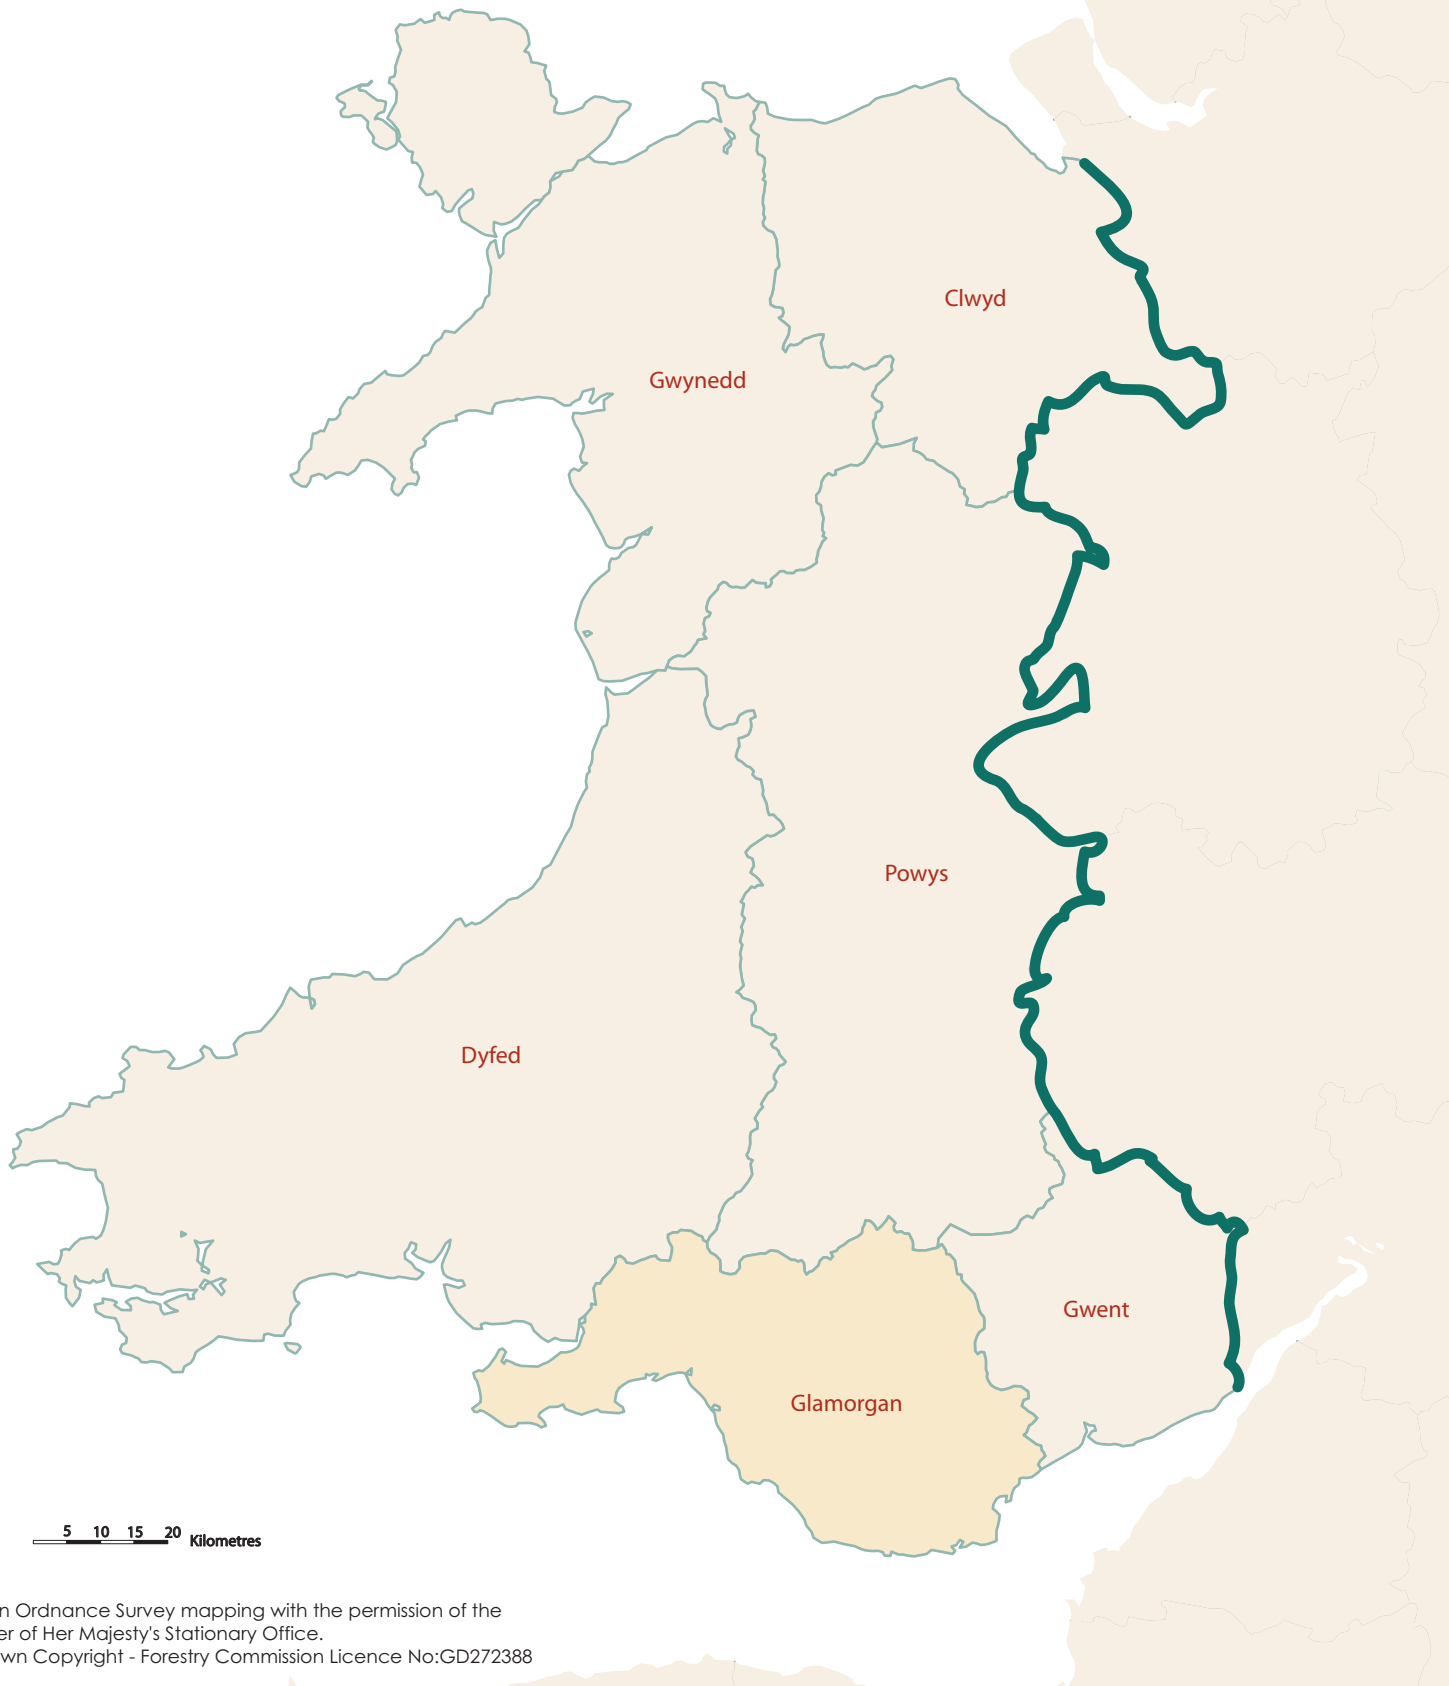 Clwyd
Gwynedd
Powys
Dyfed
Gwent
Glamorgan
5 10 15 20 Kilometres
n Ordnance Survey mapping with the permission of the
er of Her Majesty's Stationary Office.
wn Copyright - Forestry Commission Licence No:GD272388